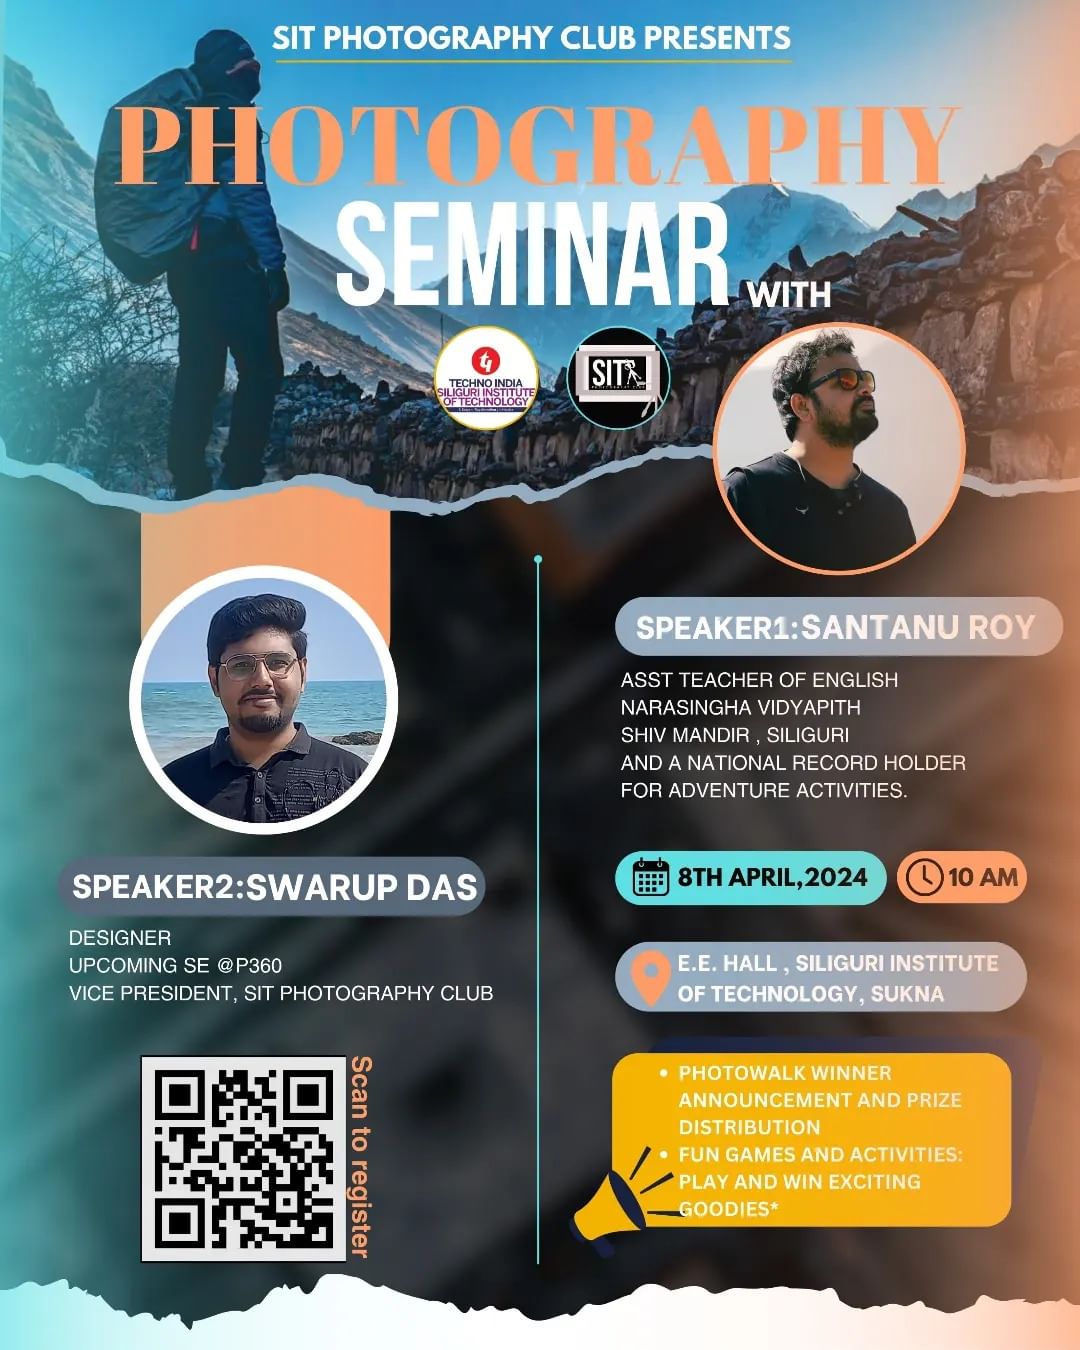 SIT PHOTOGRAPHY CLUB PRESENTS
PHOTOGRAPHY
SEMINAR
WITH
TECHNO INDIA
SILIGURI INSTITUTE
OF TECHNOLOGY
SIT
SPEAKER1:SANTANU ROY
ASST TEACHER OF ENGLISH
NARASINGHA VIDYAPITH
SHIV MANDIR , SILIGURI
AND A NATIONAL RECORD HOLDER
FOR ADVENTURE ACTIVITIES.
8TH APRIL,2024
10 AM
E.E. HALL , SILIGURI INSTITUTE
OF TECHNOLOGY, SUKNA
• PHOTOWALK WINNER
ANNOUNCEMENT AND PRIZE
DISTRIBUTION
• FUN GAMES AND ACTIVITIES:
PLAY AND WIN EXCITING
GOODIES*
SPEAKER2:SWARUP DAS
DESIGNER
UPCOMING SE @P360
VICE PRESIDENT, SIT PHOTOGRAPHY CLUB
Scan to register